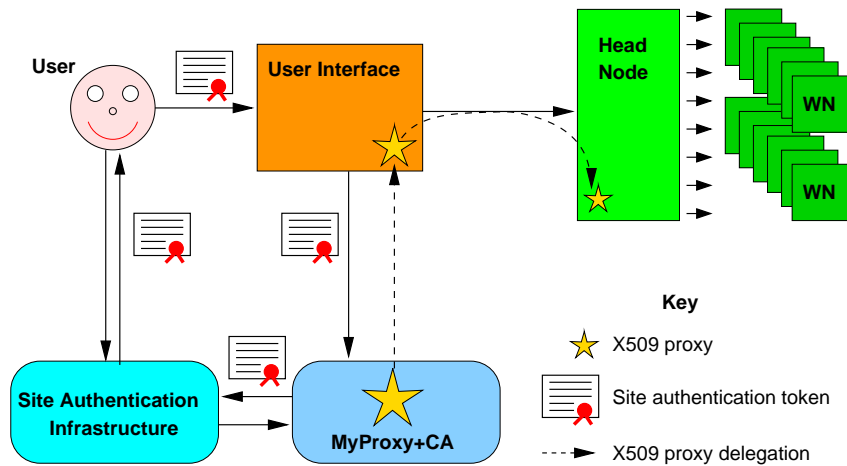 User
User Interface
Head
Node
WN
WN
Site Authentication
Infrastructure
MyProxy+CA
Key
X509 proxy
Site authentication token
X509 proxy delegation